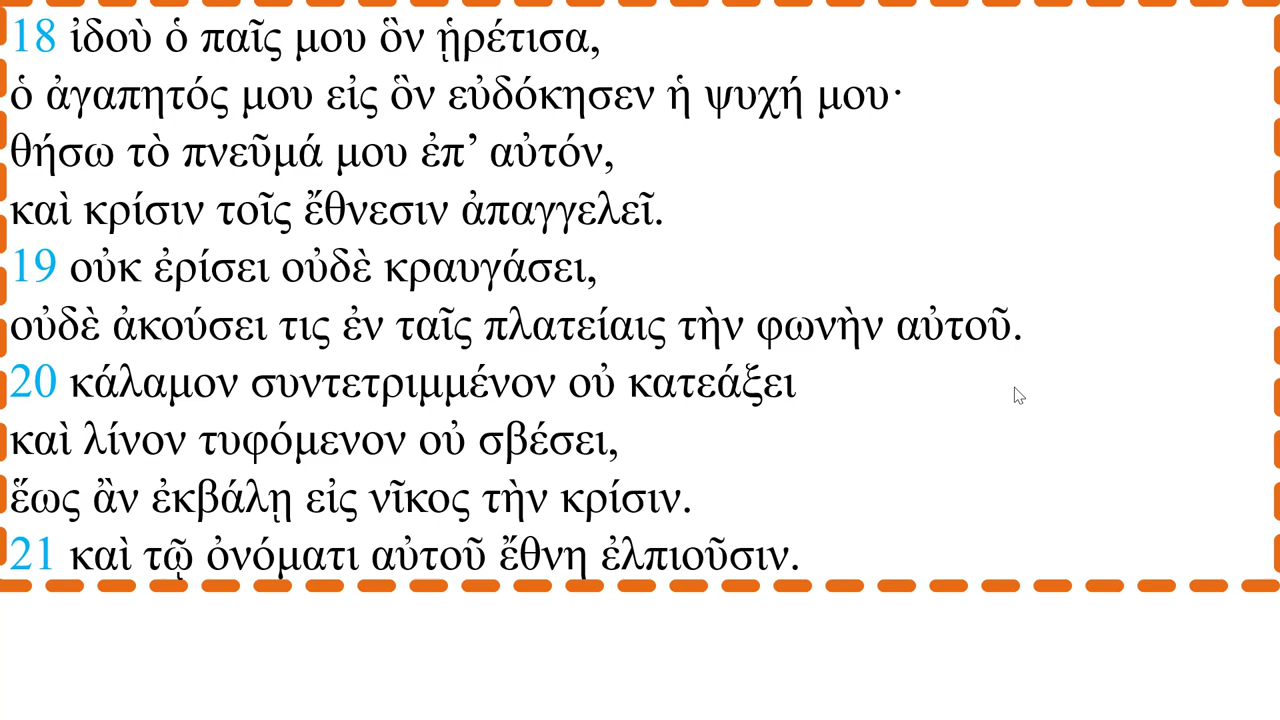 18 ἰδοὺ ὁ παῖς μου ὃν ᾑρέτισα,
ὁ ἀγαπητός μου εἰς ὃν εὐδόκησεν ἡ ψυχή μου·
θήσω τὸ πνεῦμά μου ἐπ’ αὐτόν,
καὶ κρίσιν τοῖς ἔθνεσιν ἀπαγγελεῖ.
19 οὐκ ἐρίσει οὐδὲ κραυγάσει,
οὐδὲ ἀκούσει τις ἐν ταῖς πλατείαις τὴν φωνὴν αὐτοῦ.
20 κάλαμον συντετριμμένον οὐ κατεάξει
καὶ λίνον τυφόμενον οὐ σβέσει,
ἕως ἂν ἐκβάλῃ εἰς νῖκος τὴν κρίσιν.
21 καὶ τῷ ὀνόματι αὐτοῦ ἔθνη ἐλπιοῦσιν.